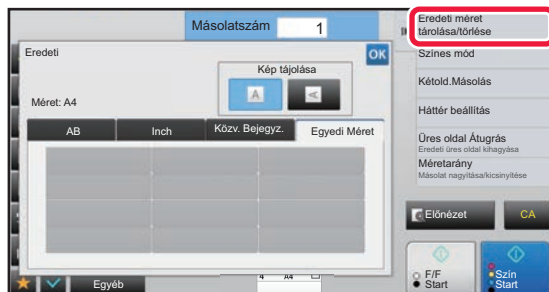 Másolatszám 1
Eredeti méret
tárolása/törlése
Eredeti
OK
Színes mód
Kép tájolása
Kétold.Másolás
A
A
Méret: A4
Háttér beállítás
AB
Inch
Közv. Bejegyz.
Egyedi Méret
Üres oldal Átugrás
Eredeti üres oldal kihagyása
Méretarány
Másolat nagyítása/kicsinyítése
Előnézet
CA
4 A4
Egyéb
F/F
Start
Szín
Start